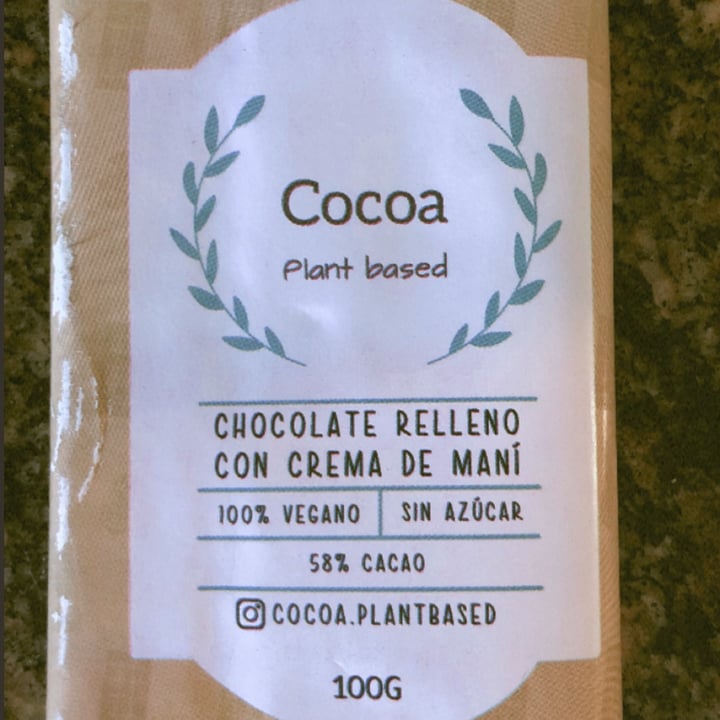 Cocoa
Plant based
CHOCOLATE RELLENO
CON CREMA DE MANÍ
100% VEGANO SIN AZÚCAR
58% CACAO
COCOA.PLANTBASED
100G